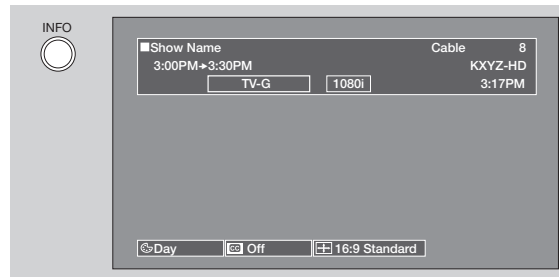 INFO
■Show Name Cable 8
3:00PM→3:30PM KXYZ-HD
TV-G 1080i 3:17PM
Day CC Off 16:9 Standard